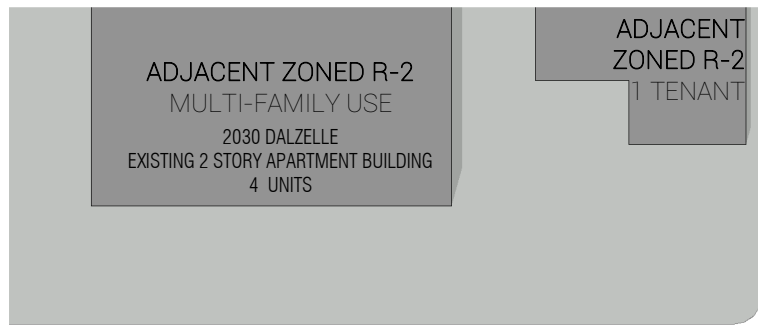 ADJACENT ZONED R-2
MULTI-FAMILY USE
2030 DALZELLE
EXISTING 2 STORY APARTMENT BUILDING
4 UNITS
ADJACENT
ZONED R-2
1 TENANT